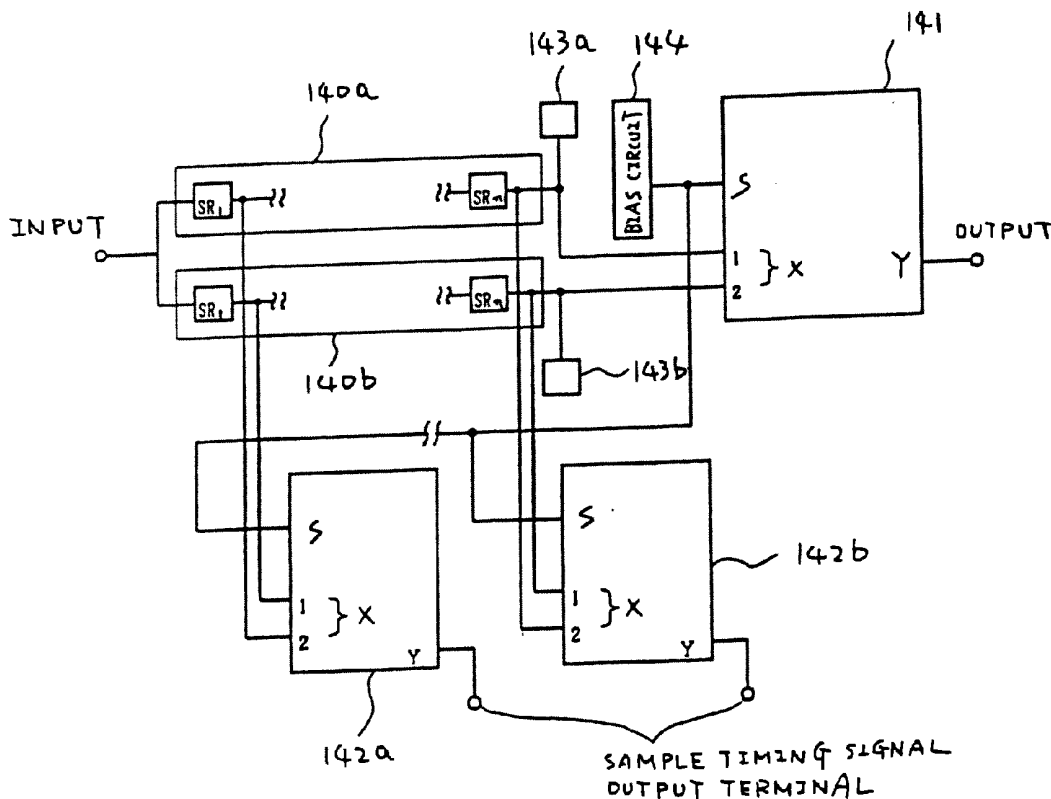 143a
144
141
140a
BIAS CIRCUIT
S
SR1
SRn
INPUT
OUTPUT
1
} X
Y
2
SR1
SRn
140b
143b
S
S
142b
1
} X
2
1
} X
2
Y
Y
142a
SAMPLE TIMING SIGNAL
OUTPUT TERMINAL